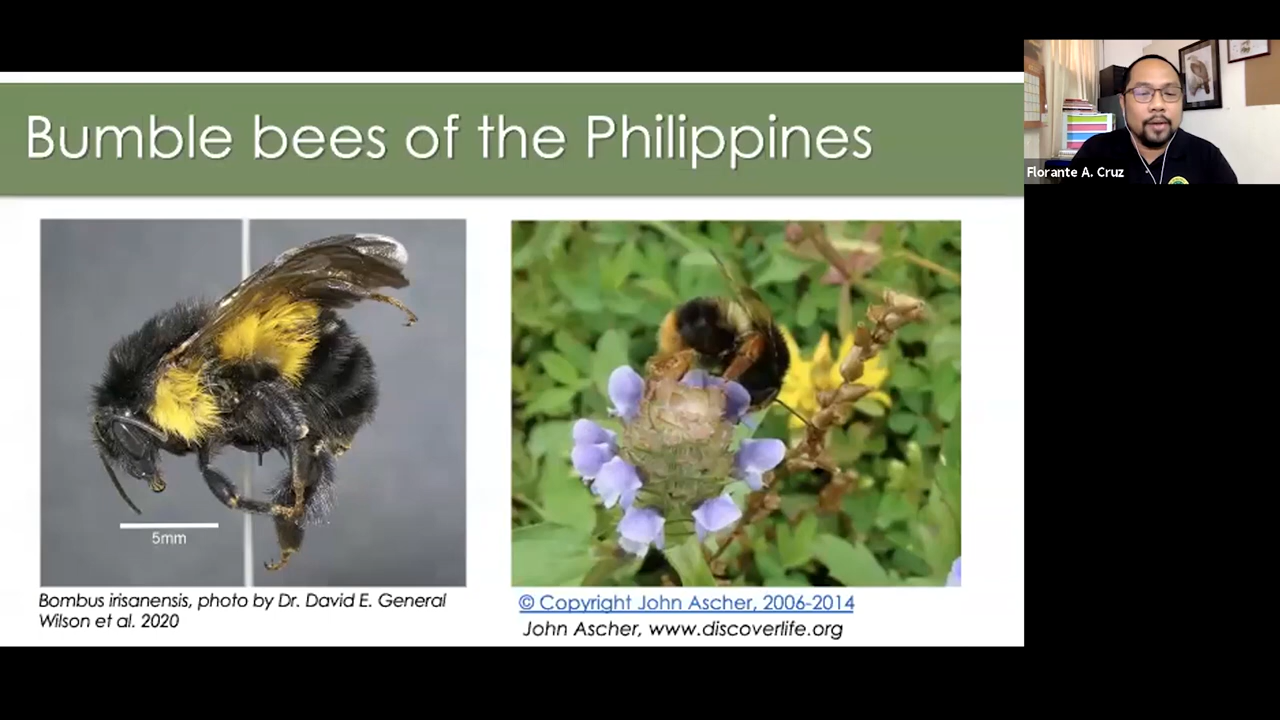 Bumble bees of the Philippines
Florante A. Cruz
5mm
Bombus irisanensis, photo by Dr. David E. General
Wilson et al. 2020
© Copyright John Ascher, 2006-2014
John Ascher, www.discoverlife.org